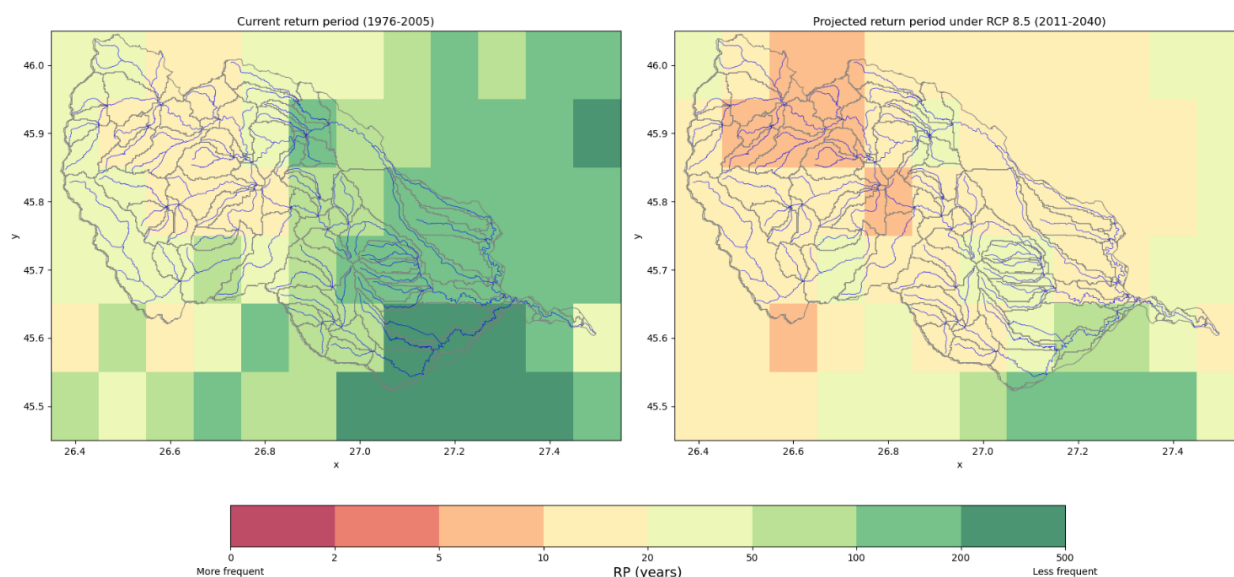 Current return period (1976-2005)
Projected return period under RCP 8.5 (2011-2040)
y
46.0
45.9
45.8
45.7
45.6
45.5
26.4 26.6 26.8 27.0 27.2 27.4
x
y
46.0
45.9
45.8
45.7
45.6
45.5
26.4 26.6 26.8 27.0 27.2 27.4
x
0 2 5 10 20 50 100 200 500
More frequent RP (years) Less frequent